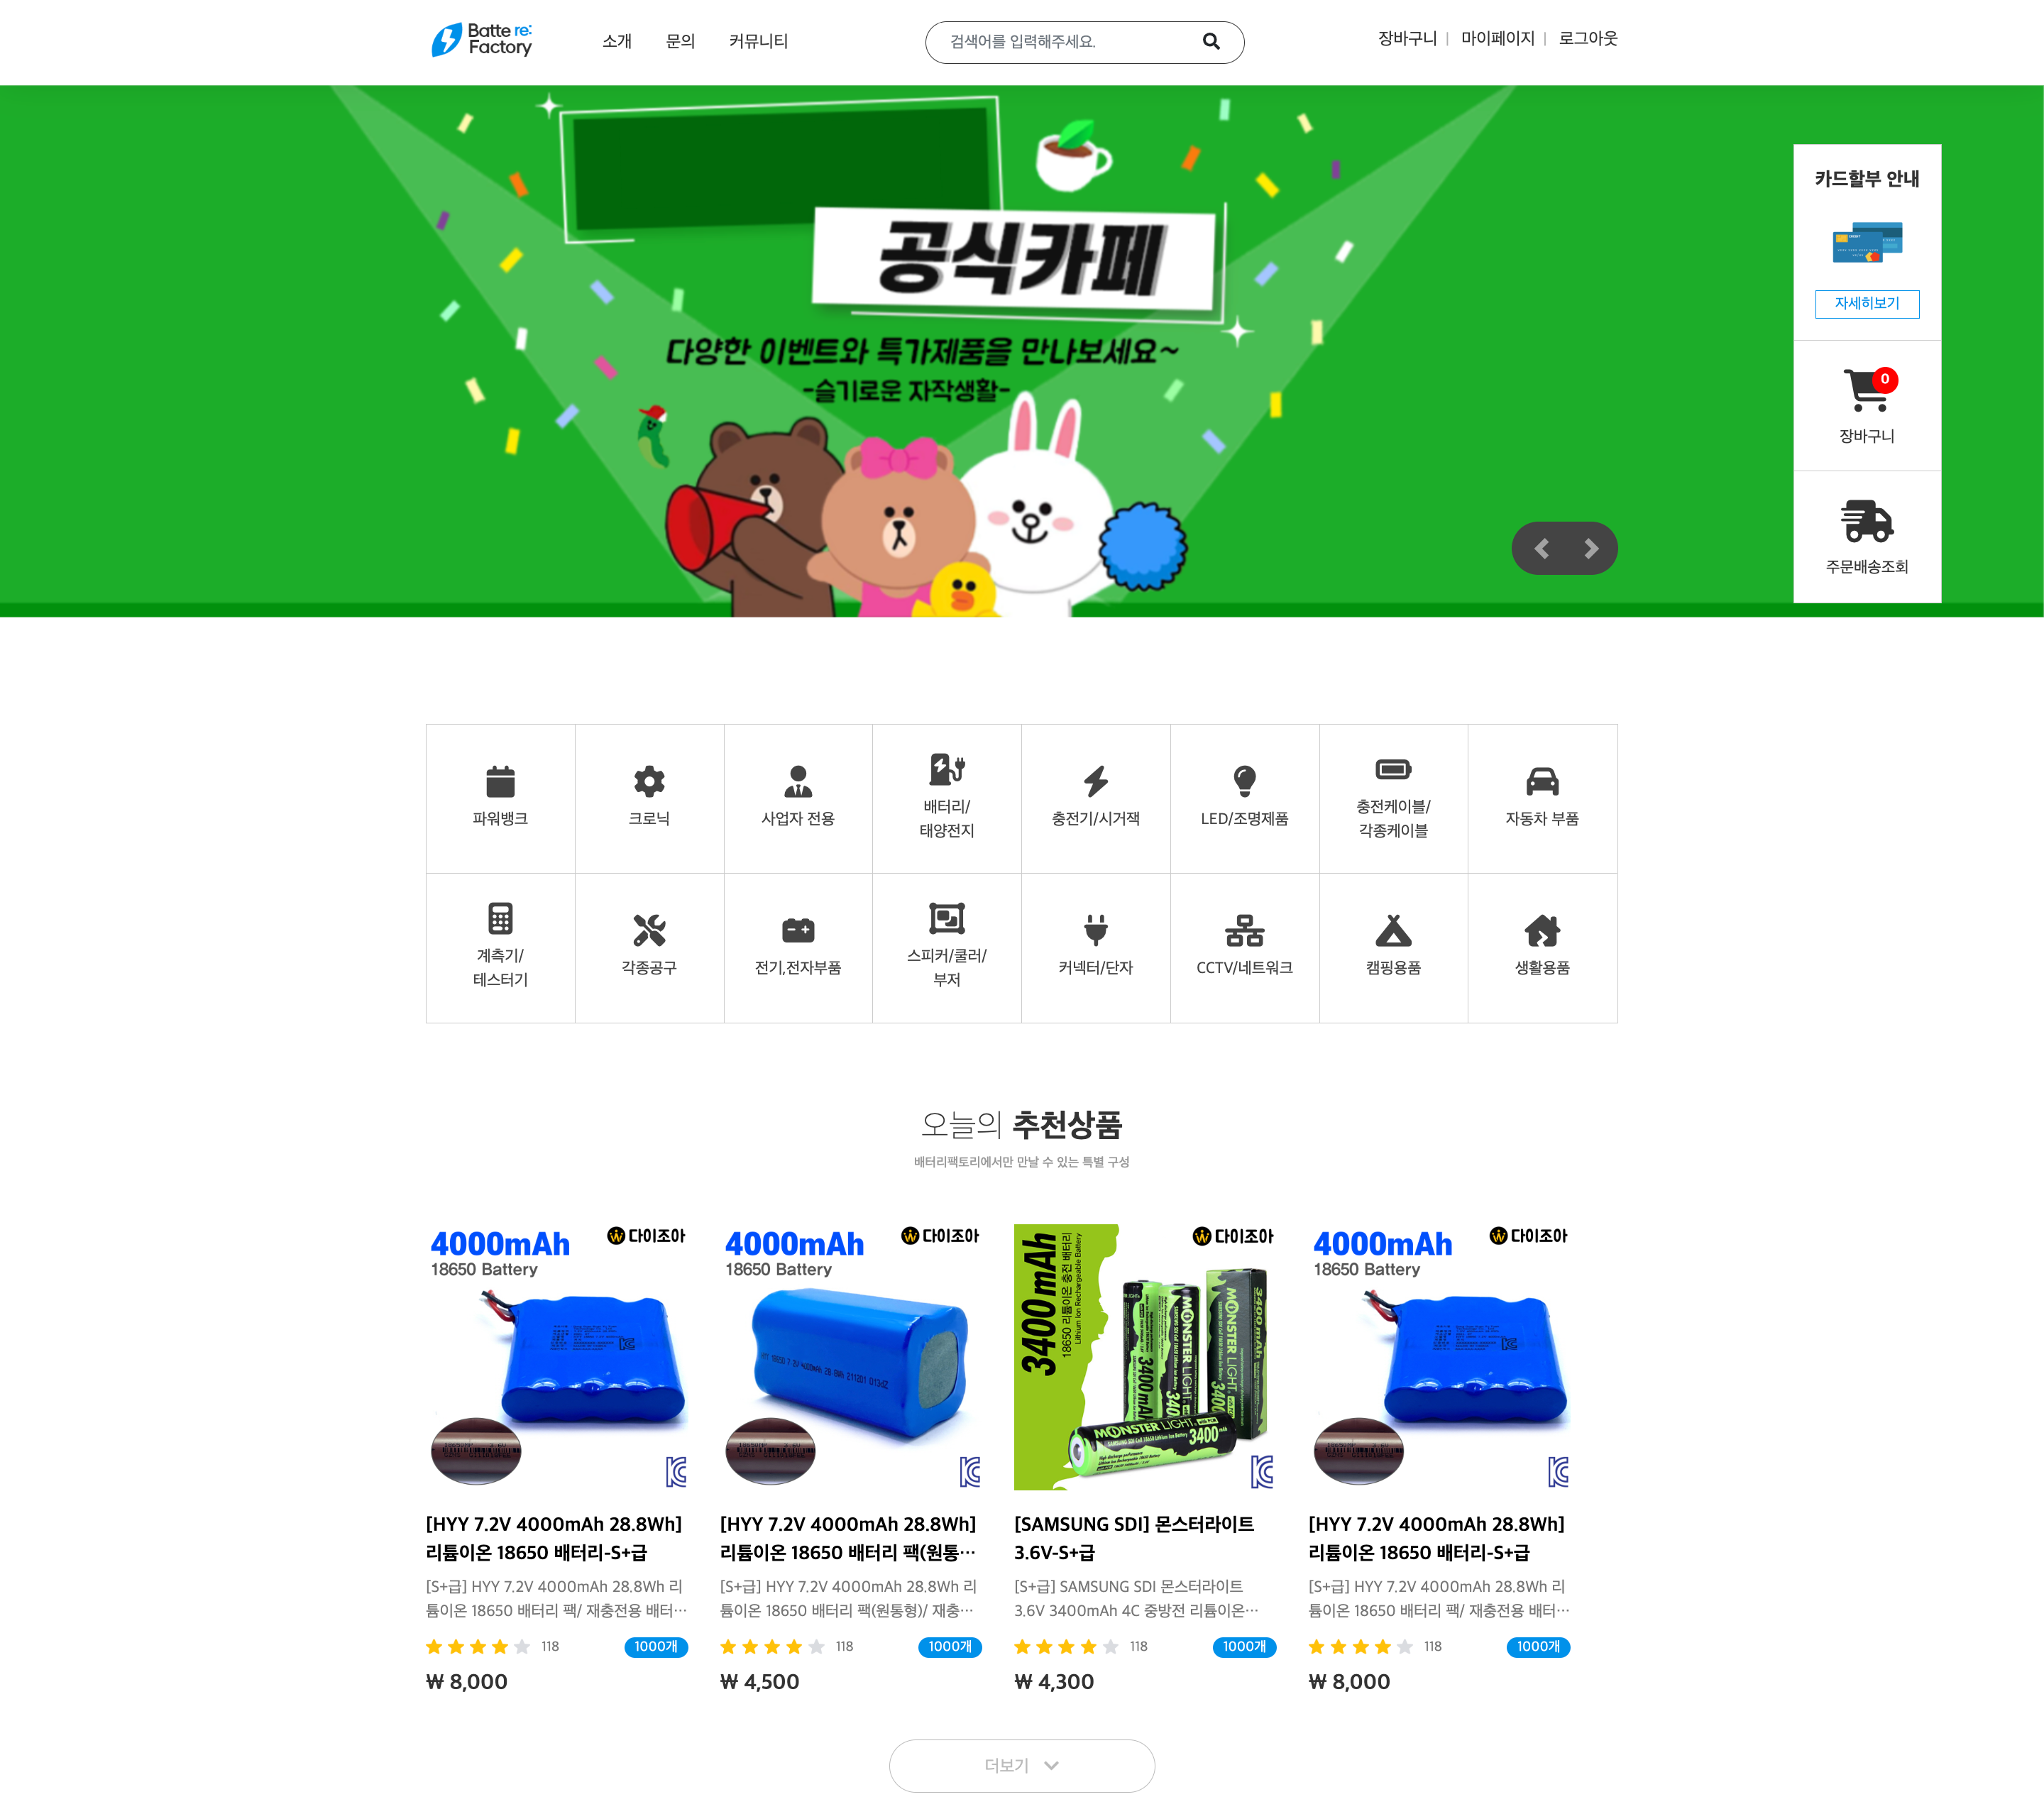 Batte re:
Factory
소개
문의
커뮤니티
검색어를 입력해주세요.
장바구니
마이페이지
로그아웃
공식카페
다양한 이벤트와 특가제품을 만나보세요~
-슬기로운 자작생활-
카드할부 안내
자세히보기
0
장바구니
주문배송조회
파워뱅크
크로닉
사업자 전용
배터리/
태양전지
충전기/시거잭
LED/조명제품
충전케이블/
각종케이블
자동차 부품
계측기/
테스터기
각종공구
전기,전자부품
스피커/쿨러/
부저
커넥터/단자
CCTV/네트워크
캠핑용품
생활용품
오늘의 추천상품
배터리팩토리에서만 만날 수 있는 특별 구성
4000mAh
다이조아
18650 Battery
[HYY 7.2V 4000mAh 28.8Wh]
리튬이온 18650 배터리-S+급
[S+급] HYY 7.2V 4000mAh 28.8Wh 리
튬이온 18650 배터리 팩/ 재충전용 배터…
118
1000개
₩ 8,000
4000mAh
다이조아
18650 Battery
[HYY 7.2V 4000mAh 28.8Wh]
리튬이온 18650 배터리 팩(원통…
[S+급] HYY 7.2V 4000mAh 28.8Wh 리
튬이온 18650 배터리 팩(원통형)/ 재충…
118
1000개
₩ 4,500
3400mAh
18650 리튬이온 충전 배터리
Lithium Ion Rechargeable Battery
다이조아
MONSTER LIGHT
3400mAh
MONSTER LIGHT
340
MONSTER LIGHT
3400
3400mAh
MONSTER LIGHT
3400 mAh
[SAMSUNG SDI] 몬스터라이트
3.6V-S+급
[S+급] SAMSUNG SDI 몬스터라이트
3.6V 3400mAh 4C 중방전 리튬이온…
118
1000개
₩ 4,300
4000mAh
다이조아
18650 Battery
[HYY 7.2V 4000mAh 28.8Wh]
리튬이온 18650 배터리-S+급
[S+급] HYY 7.2V 4000mAh 28.8Wh 리
튬이온 18650 배터리 팩/ 재충전용 배터…
118
1000개
₩ 8,000
더보기